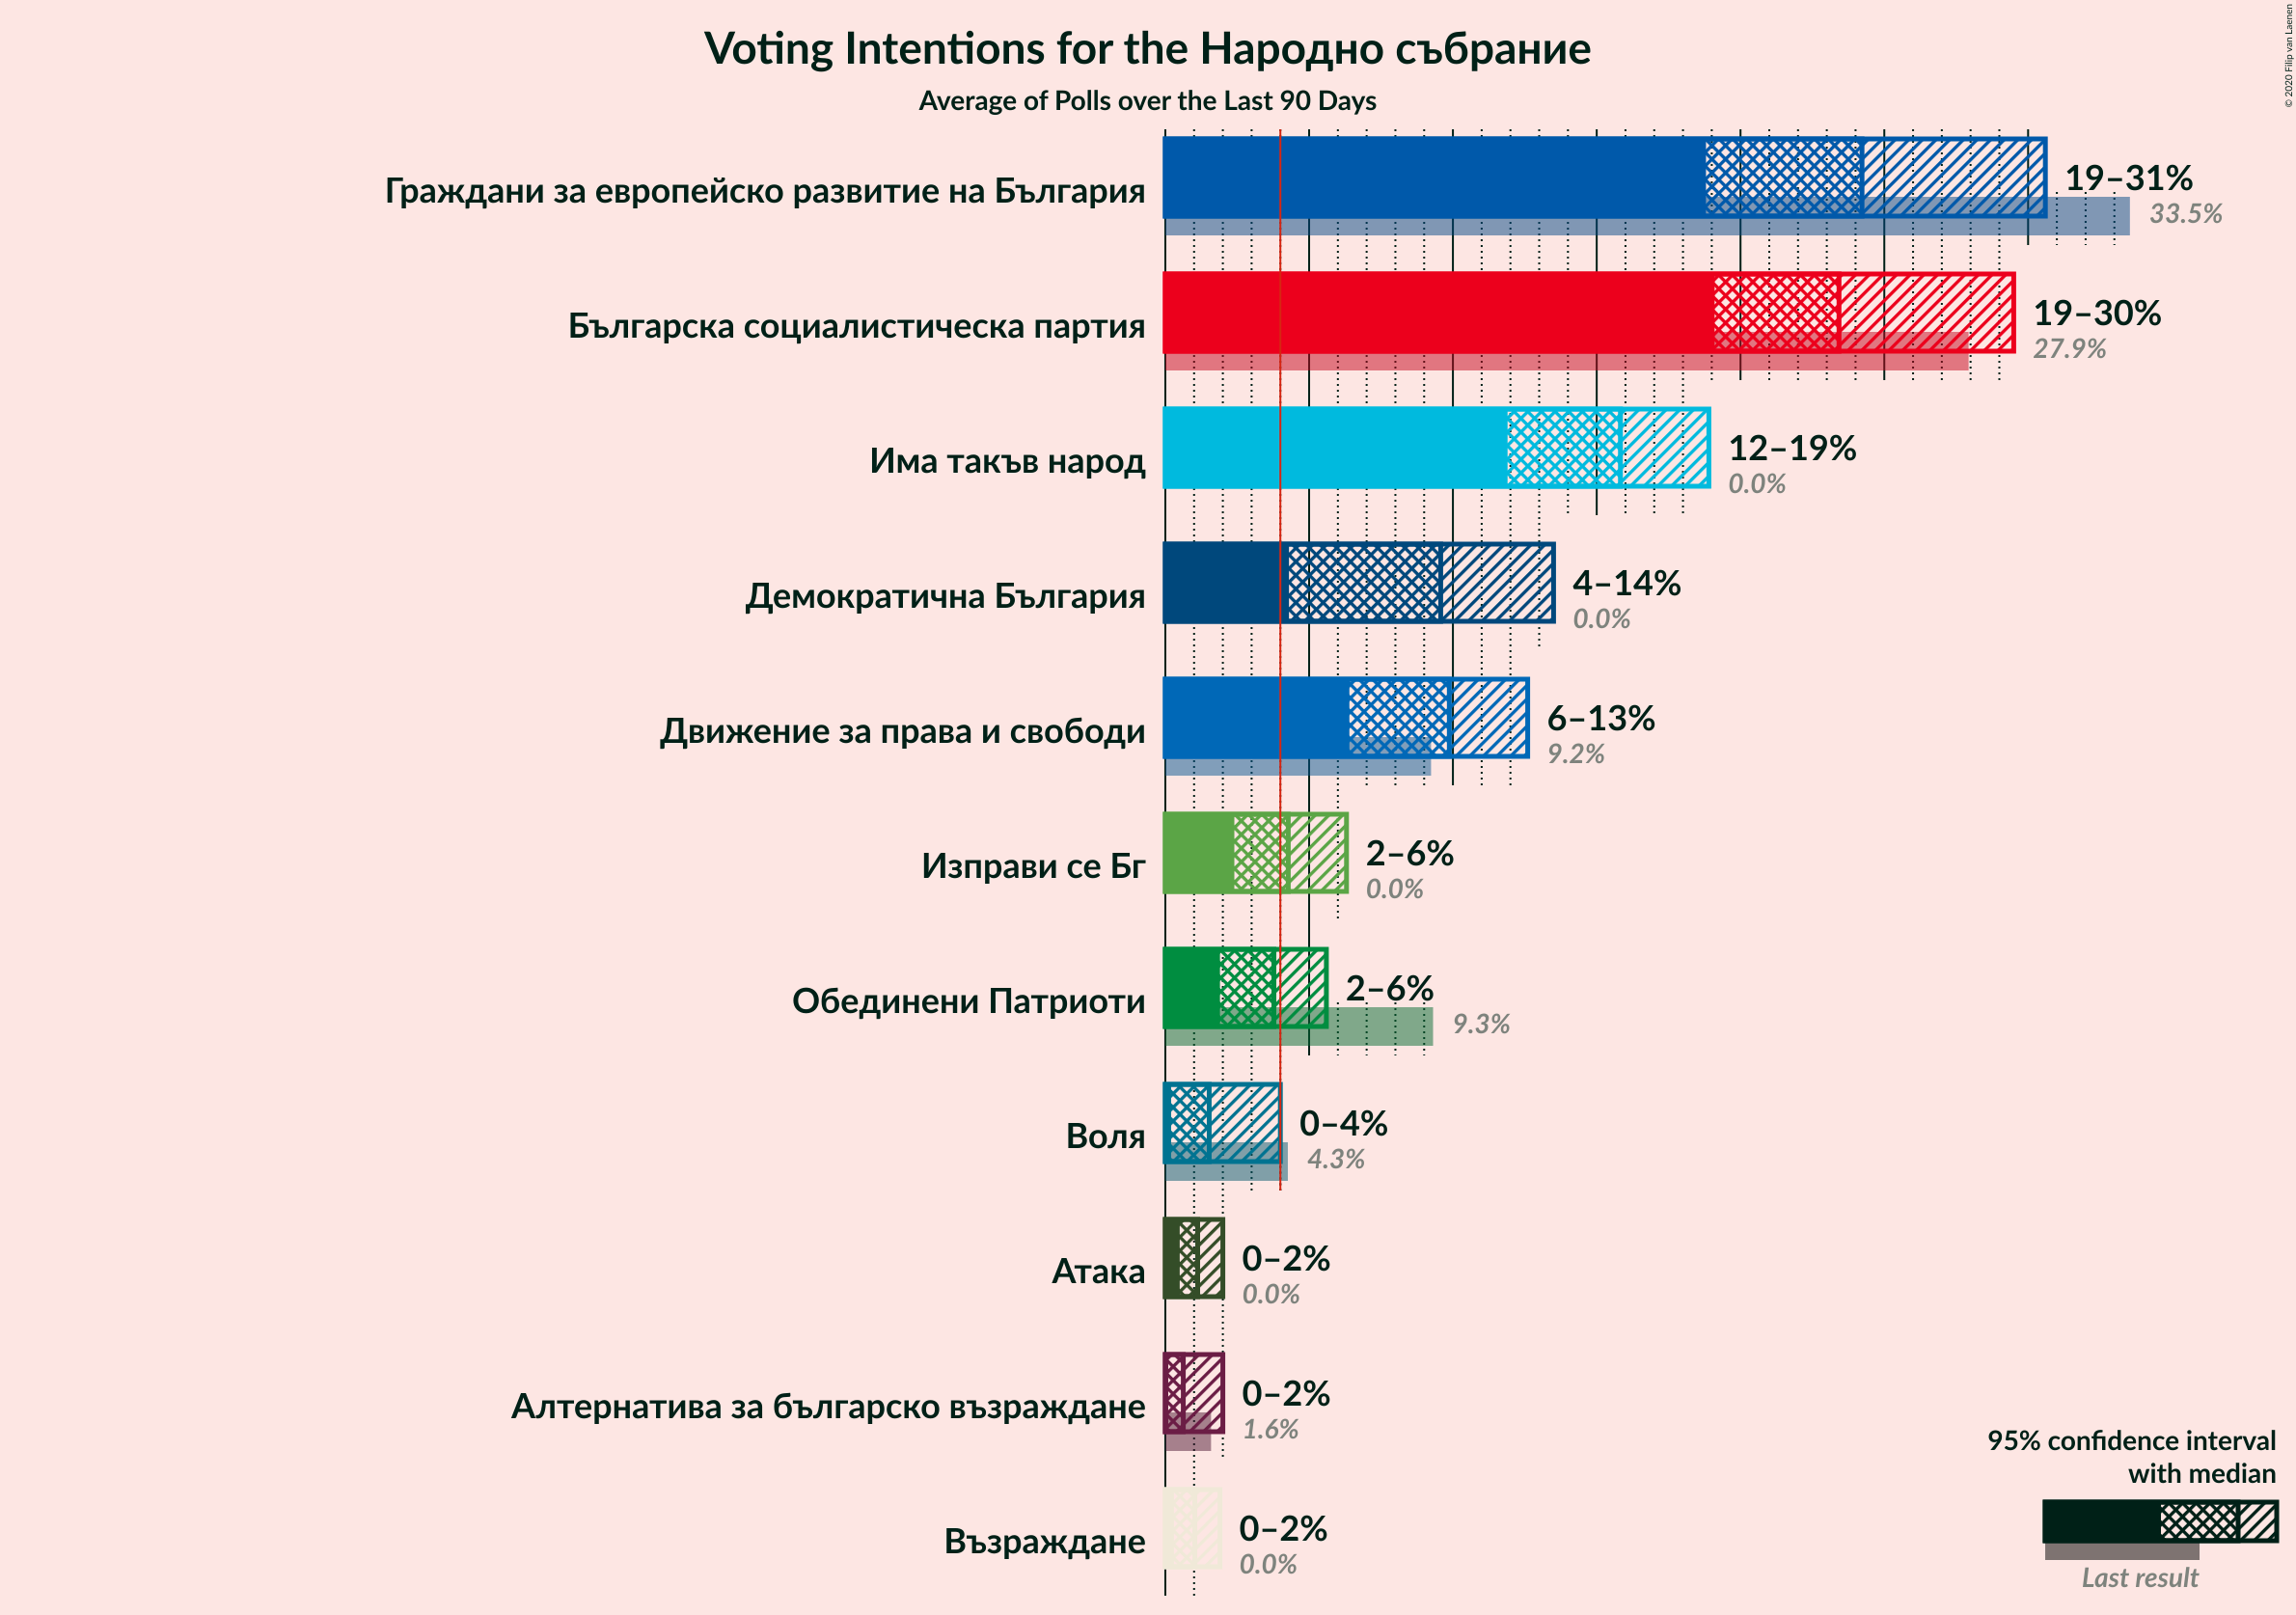 Voting Intentions for the Народно събрание
Average of Polls over the Last 90 Days
© 2020 Filip van Laenen
Граждани за европейско развитие на България
19–31%
33.5%
Българска социалистическа партия
19–30%
27.9%
Има такъв народ
12–19%
0.0%
Демократична България
4–14%
0.0%
Движение за права и свободи
6–13%
9.2%
Изправи се Бг
2–6%
0.0%
Обединени Патриоти
2–6%
9.3%
Воля
0–4%
4.3%
Атака
0–2%
0.0%
Алтернатива за българско възраждане
0–2%
1.6%
Възраждане
0–2%
0.0%
95% confidence interval
with median
Last result